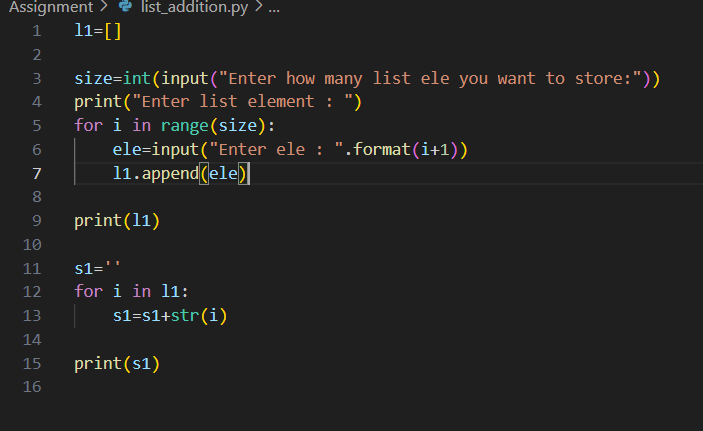 Assignment > list_addition.py > ...
1 l1=[]
2
3 size=int(input("Enter how many list ele you want to store:"))
4 print("Enter list element : ")
5 for i in range(size):
6     ele=input("Enter ele : ".format(i+1))
7     l1.append(ele)
8
9 print(l1)
10
11 s1=''
12 for i in l1:
13     s1=s1+str(i)
14
15 print(s1)
16